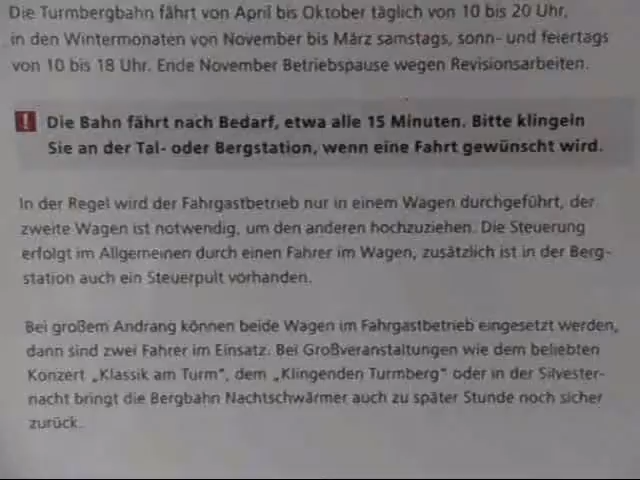 Die Turmbergbahn fährt von April bis Oktober täglich von 10 bis 20 Uhr,
in den Wintermonaten von November bis März samstags, sonn- und feiertags
von 10 bis 18 Uhr. Ende November Betriebspause wegen Revisionsarbeiten.
! Die Bahn fährt nach Bedarf, etwa alle 15 Minuten. Bitte klingeln
Sie an der Tal- oder Bergstation, wenn eine Fahrt gewünscht wird.
In der Regel wird der Fahrgastbetrieb nur in einem Wagen durchgeführt, der
zweite Wagen ist notwendig, um den anderen hochzuziehen. Die Steuerung
erfolgt im Allgemeinen durch einen Fahrer im Wagen, zusätzlich ist in der Berg-
station auch ein Steuerpult vorhanden.
Bei großem Andrang können beide Wagen im Fahrgastbetrieb eingesetzt werden,
dann sind zwei Fahrer im Einsatz. Bei Großveranstaltungen wie dem beliebten
Konzert „Klassik am Turm“, dem „Klingenden Turmberg“ oder in der Silvester-
nacht bringt die Bergbahn Nachtschwärmer auch zu später Stunde noch sicher
zurück.